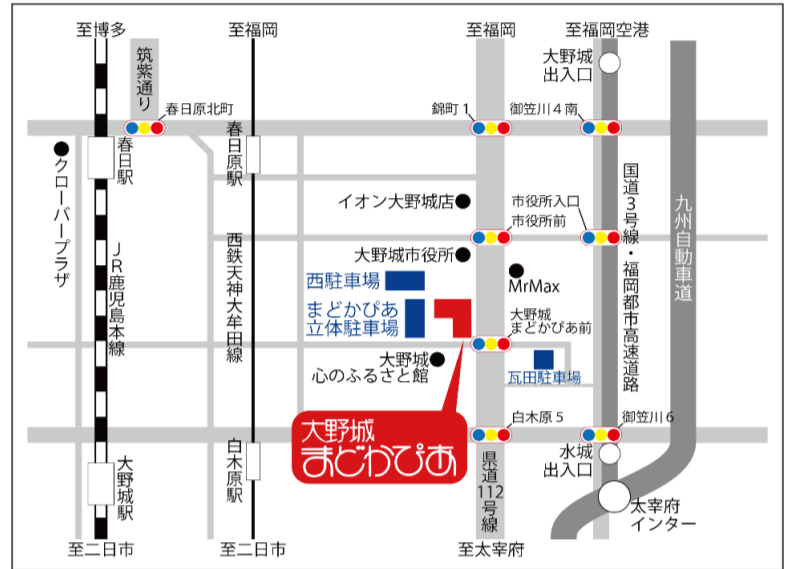 至博多
至福岡
至福岡
至福岡空港
筑紫通り
大野城
出入口
春日原北町
錦町1
御笠川4南
春日駅
春日原駅
クローバープラザ
イオン大野城店
市役所入口
市役所前
国道3号線・福岡都市高速道路
九州自動車道
大野城市役所
JR鹿児島本線
西鉄天神大牟田線
西駐車場
MrMax
まどかぴあ
立体駐車場
大野城
まどかぴあ前
大野城
心のふるさと館
瓦田駐車場
大野城
まどかぴあ
白木原5
御笠川6
大野城駅
白木原駅
県道112号線
水城
出入口
太宰府
インター
至二日市
至二日市
至太宰府